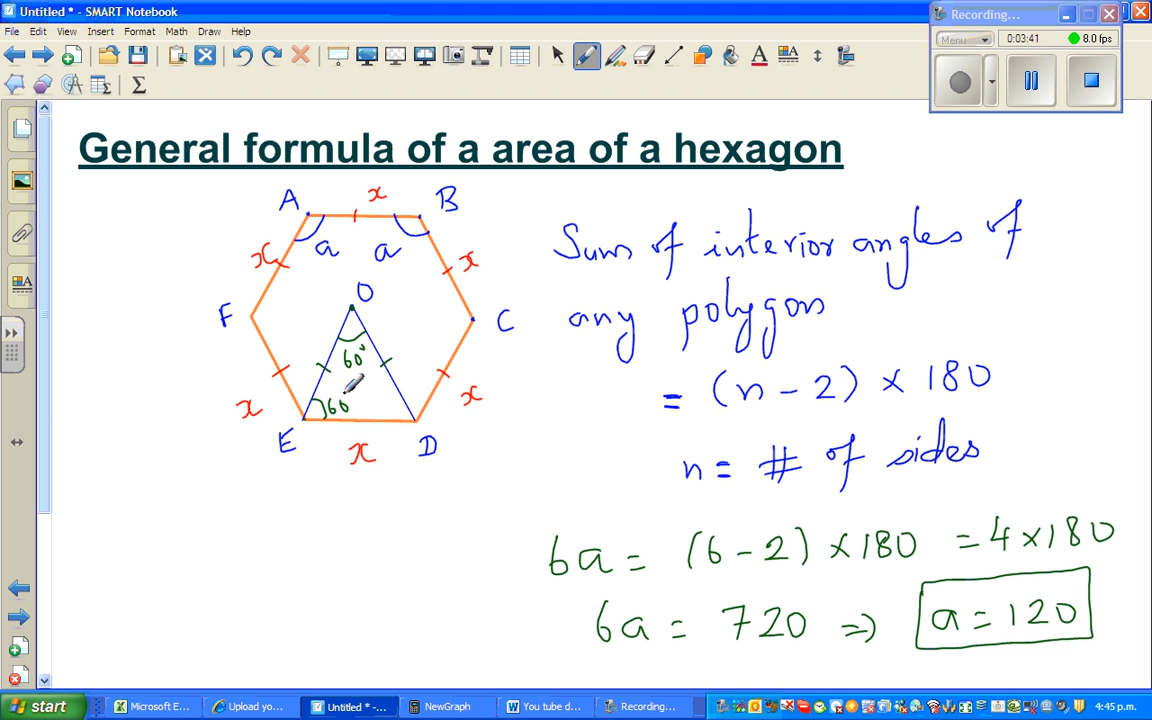 Untitled * - SMART Notebook
Recording...
File Edit View Insert Format Math Draw Help
Menu 0:03:41 8.0 fps
General formula of a area of a hexagon
A x B
x a a x
O
F C
60°
60
x x
E x D
Sum of interior angles of
any polygons
= (n - 2) × 180
n = # of sides
6a = (6 - 2) × 180 = 4 × 180
6a = 720 ⇒ a = 120
start Microsoft E... Upload yo... Untitled * -... NewGraph You tube d... Recording... 4:45 p.m.